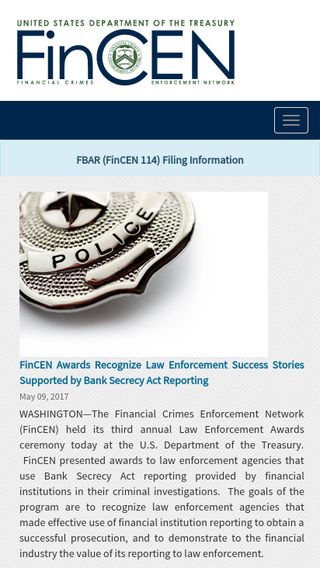 UNITED STATES DEPARTMENT OF THE TREASURY
FinCEN
FINANCIAL CRIMES ENFORCEMENT NETWORK
FBAR (FinCEN 114) Filing Information
POLICE
FinCEN Awards Recognize Law Enforcement Success Stories
Supported by Bank Secrecy Act Reporting
May 09, 2017
WASHINGTON—The Financial Crimes Enforcement Network
(FinCEN) held its third annual Law Enforcement Awards
ceremony today at the U.S. Department of the Treasury.
FinCEN presented awards to law enforcement agencies that
use Bank Secrecy Act reporting provided by financial
institutions in their criminal investigations.  The goals of the
program are to recognize law enforcement agencies that
made effective use of financial institution reporting to obtain a
successful prosecution, and to demonstrate to the financial
industry the value of its reporting to law enforcement.